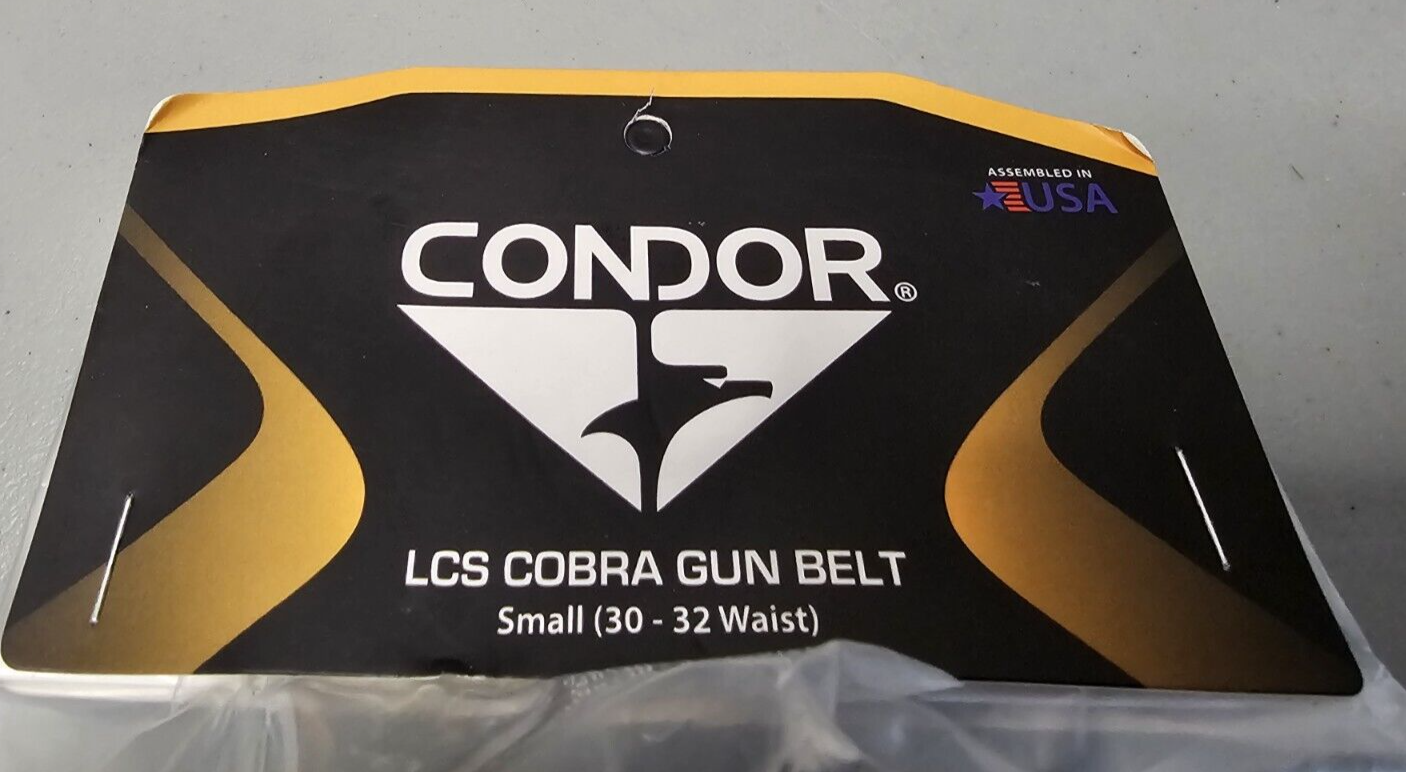 ASSEMBLED IN
USA
CONDOR®
LCS COBRA GUN BELT
Small (30 - 32 Waist)